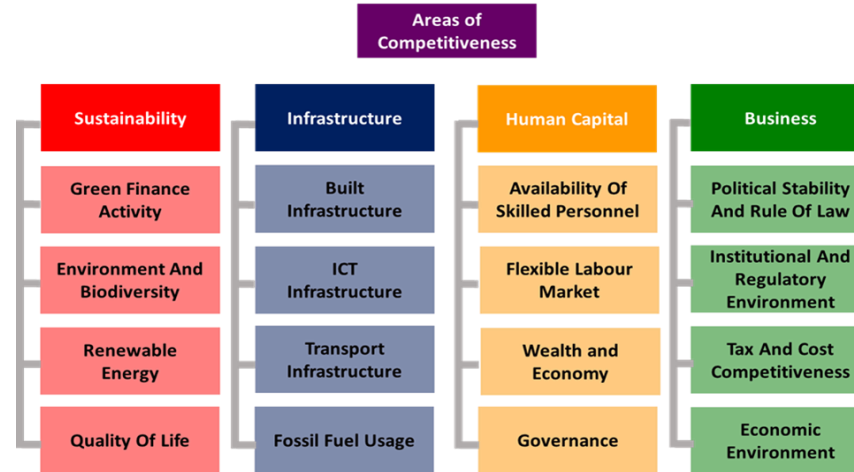 Areas of
Competitiveness
Sustainability
Green Finance
Activity
Environment And
Biodiversity
Renewable
Energy
Quality Of Life
Infrastructure
Built
Infrastructure
ICT
Infrastructure
Transport
Infrastructure
Fossil Fuel Usage
Human Capital
Availability Of
Skilled Personnel
Flexible Labour
Market
Wealth and
Economy
Governance
Business
Political Stability
And Rule Of Law
Institutional And
Regulatory
Environment
Tax And Cost
Competitiveness
Economic
Environment